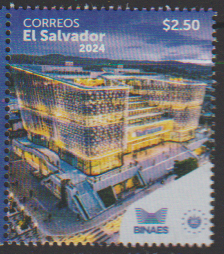 CORREOS
El Salvador
2024
$2.50
BINAES